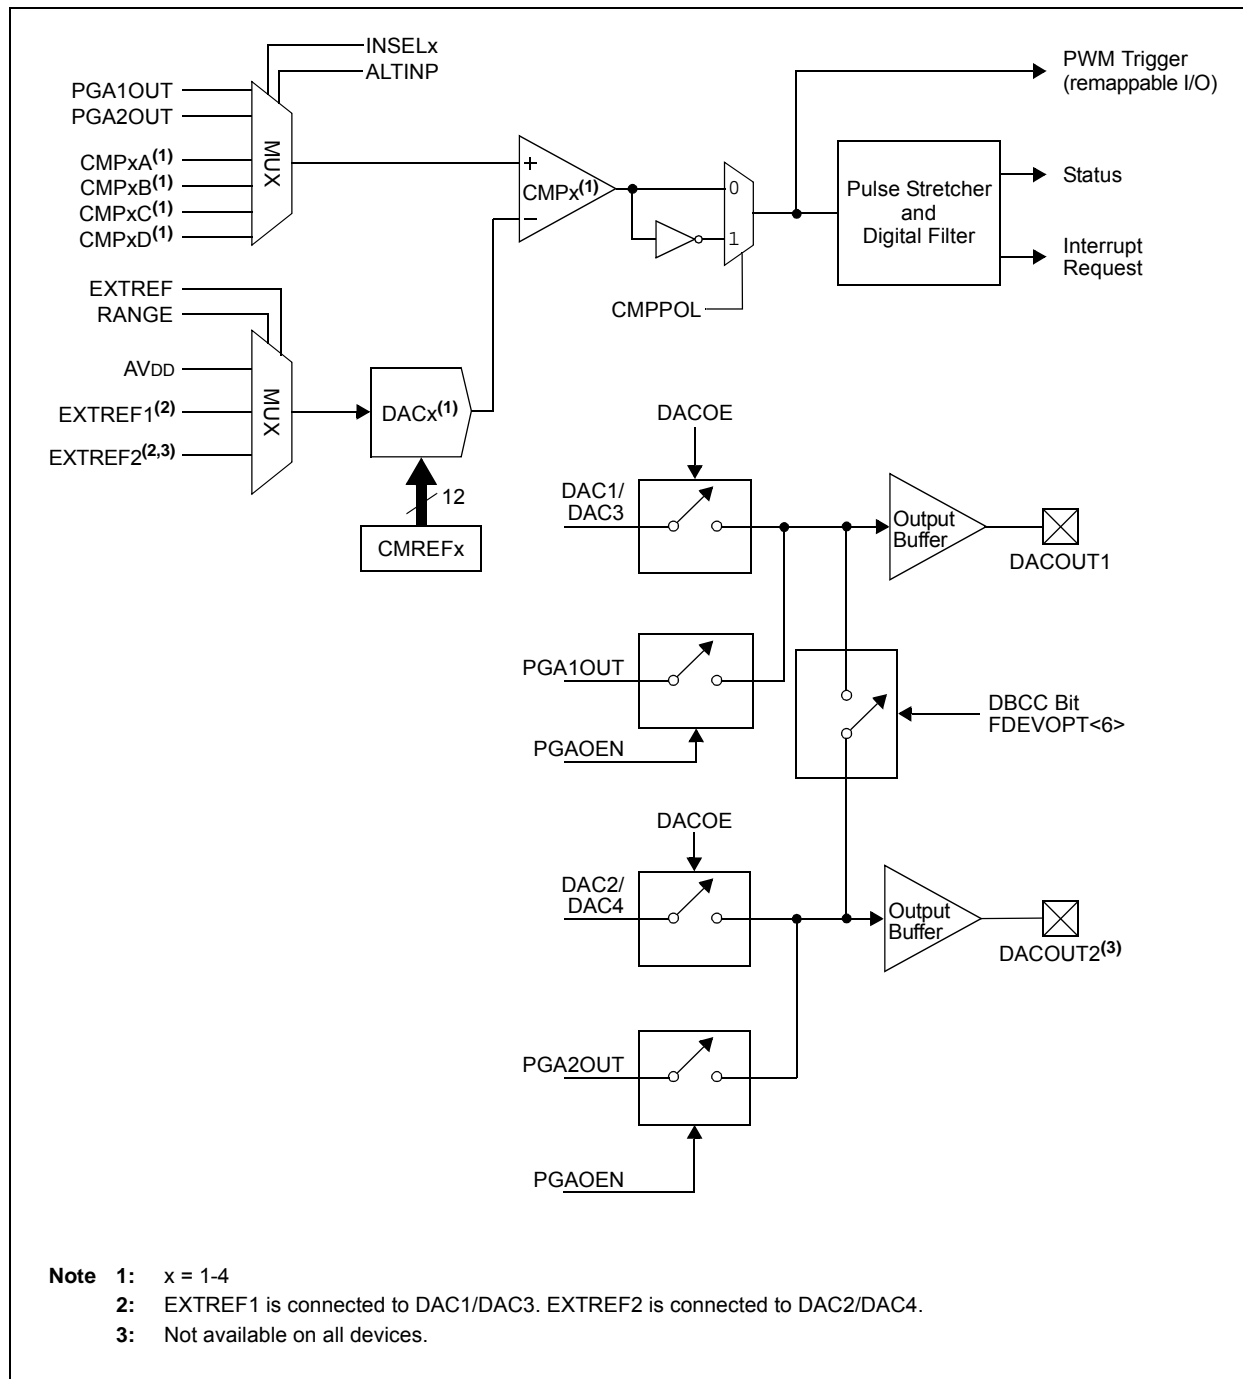 INSELx
ALTINP
PGA1OUT
PGA2OUT
CMPxA(1)
CMPxB(1)
CMPxC(1)
CMPxD(1)
MUX
+
CMPx(1)
−
0
1
CMPPOL
PWM Trigger
(remappable I/O)
Pulse Stretcher
and
Digital Filter
Status
Interrupt
Request
EXTREF
RANGE
AVDD
EXTREF1(2)
EXTREF2(2,3)
MUX
DACx(1)
12
CMREFx
DACOE
DAC1/
DAC3
Output
Buffer
DACOUT1
PGA1OUT
PGAOEN
DBCC Bit
FDEVOPT<6>
DACOE
DAC2/
DAC4
Output
Buffer
DACOUT2(3)
PGA2OUT
PGAOEN
Note 1: x = 1-4
2: EXTREF1 is connected to DAC1/DAC3. EXTREF2 is connected to DAC2/DAC4.
3: Not available on all devices.